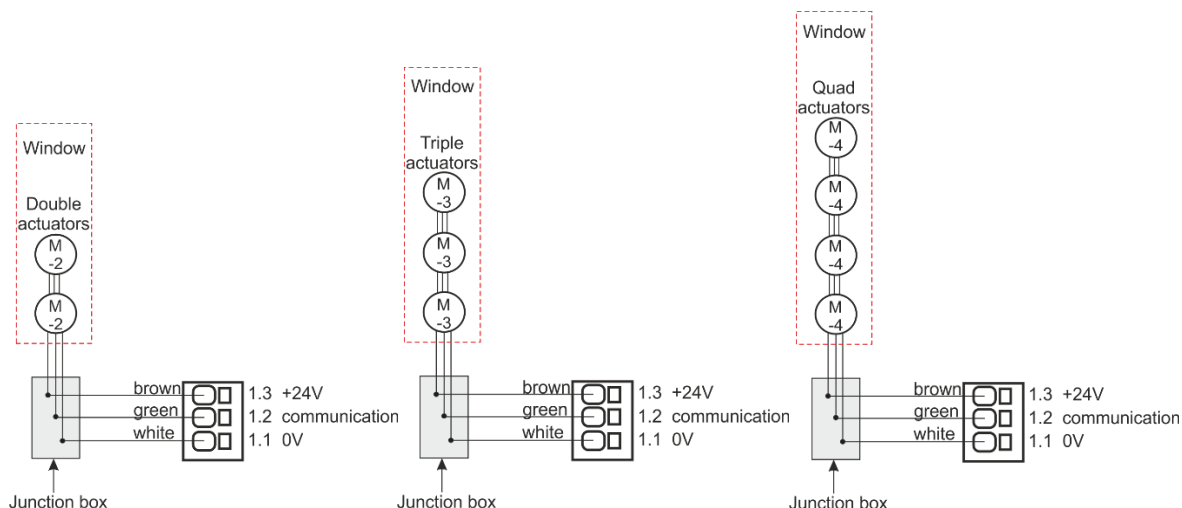 Window
Double
actuators
M
-2
M
-2
brown 1.3 +24V
green 1.2 communication
white 1.1 0V
Junction box
Window
Triple
actuators
M
-3
M
-3
M
-3
brown 1.3 +24V
green 1.2 communication
white 1.1 0V
Junction box
Window
Quad
actuators
M
-4
M
-4
M
-4
M
-4
brown 1.3 +24V
green 1.2 communication
white 1.1 0V
Junction box